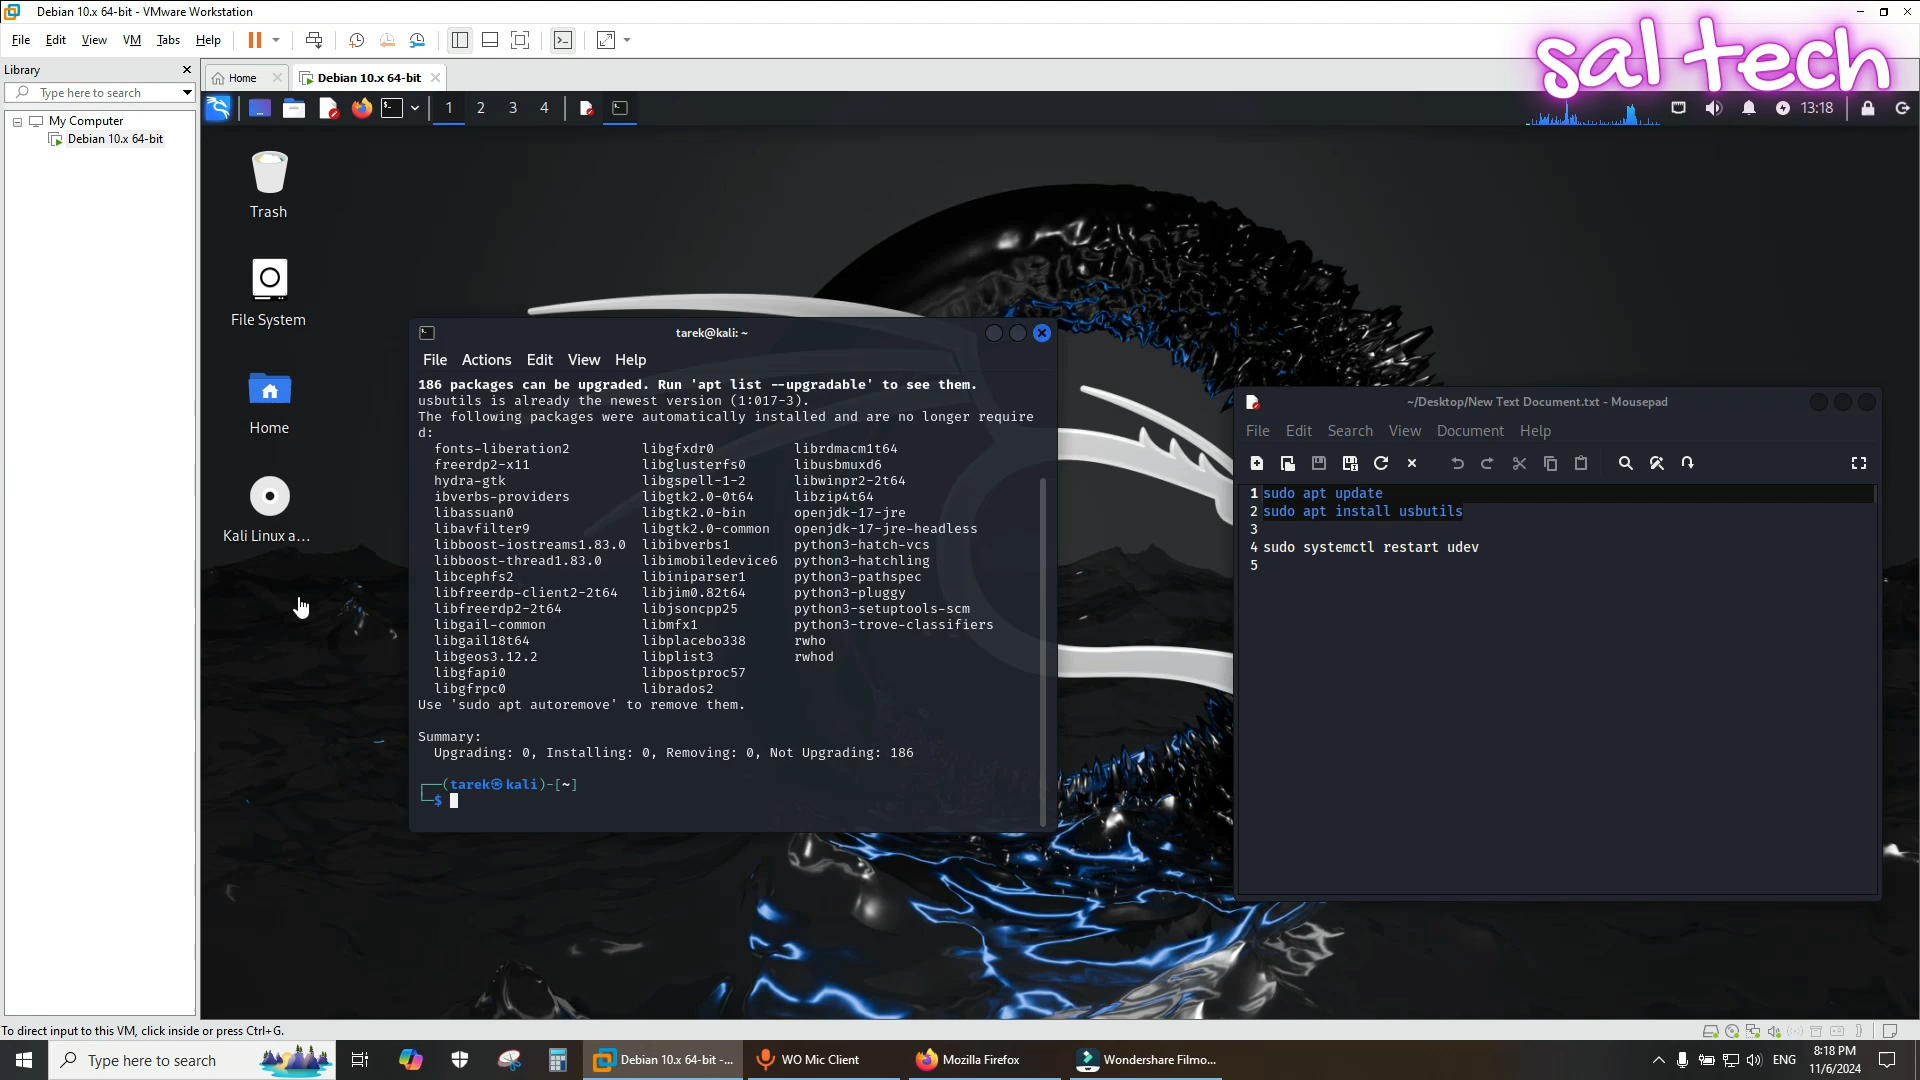 Debian 10.x 64-bit - VMware Workstation
File Edit View VM Tabs Help
sal tech
Library
Type here to search
My Computer
Debian 10.x 64-bit
Home
Debian 10.x 64-bit
1 2 3 4
13:18
Trash
File System
Home
Kali Linux a...
tarek@kali: ~
File Actions Edit View Help
186 packages can be upgraded. Run 'apt list --upgradable' to see them.
usbutils is already the newest version (1:017-3).
The following packages were automatically installed and are no longer require
d:
fonts-liberation2 libgfxdr0 librdmacm1t64
freerdp2-x11 libglusterfs0 libusbmuxd6
hydra-gtk libgspell-1-2 libwinpr2-2t64
ibverbs-providers libgtk2.0-0t64 libzip4t64
libassuan0 libgtk2.0-bin openjdk-17-jre
libavfilter9 libgtk2.0-common openjdk-17-jre-headless
libboost-iostreams1.83.0 libibverbs1 python3-hatch-vcs
libboost-thread1.83.0 libimobiledevice6 python3-hatchling
libcephfs2 libiniparser1 python3-pathspec
libfreerdp-client2-2t64 libjim0.82t64 python3-pluggy
libfreerdp2-2t64 libjsoncpp25 python3-setuptools-scm
libgail-common libmfx1 python3-trove-classifiers
libgail18t64 libplacebo338 rwho
libgeos3.12.2 libplist3 rwhod
libgfapi0 libpostproc57
libgfrpc0 librados2
Use 'sudo apt autoremove' to remove them.
Summary:
Upgrading: 0, Installing: 0, Removing: 0, Not Upgrading: 186
┌──(tarek㉿kali)-[~]
└─$
~/Desktop/New Text Document.txt - Mousepad
File Edit Search View Document Help
1 sudo apt update
2 sudo apt install usbutils
3
4 sudo systemctl restart udev
5
To direct input to this VM, click inside or press Ctrl+G.
Type here to search
Debian 10.x 64-bit -...
WO Mic Client
Mozilla Firefox
Wondershare Filmo...
ENG
8:18 PM
11/6/2024